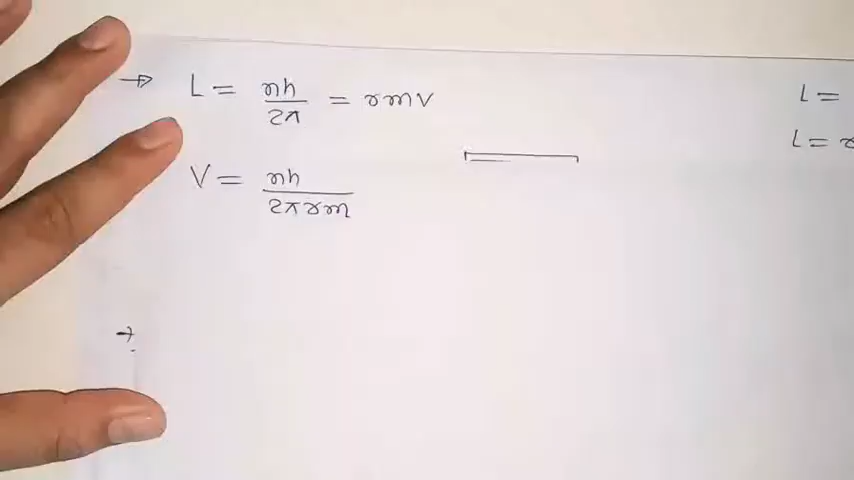 → L = nh/2π = rmv
L =
L = r
V = nh/2πrm
→